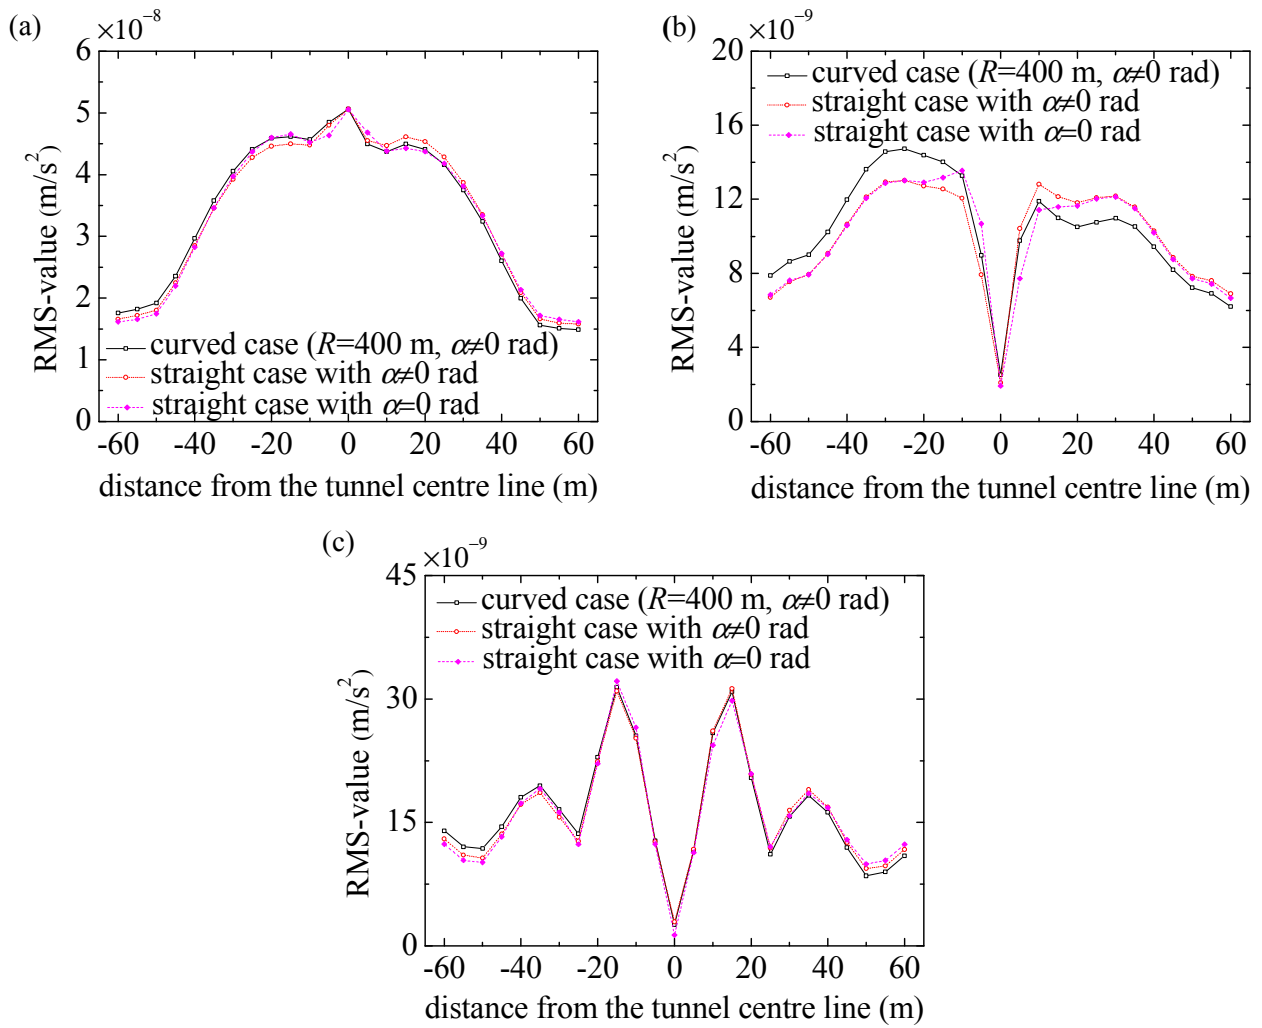 (a)
×10⁻⁸
6
5
4
3
2
1
0
RMS-value (m/s²)
curved case (R=400 m, α≠0 rad)
straight case with α≠0 rad
straight case with α=0 rad
-60 -40 -20 0 20 40 60
distance from the tunnel centre line (m)
(b)
×10⁻⁹
20
16
12
8
4
0
RMS-value (m/s²)
curved case (R=400 m, α≠0 rad)
straight case with α≠0 rad
straight case with α=0 rad
-60 -40 -20 0 20 40 60
distance from the tunnel centre line (m)
(c)
×10⁻⁹
45
30
15
0
RMS-value (m/s²)
curved case (R=400 m, α≠0 rad)
straight case with α≠0 rad
straight case with α=0 rad
-60 -40 -20 0 20 40 60
distance from the tunnel centre line (m)